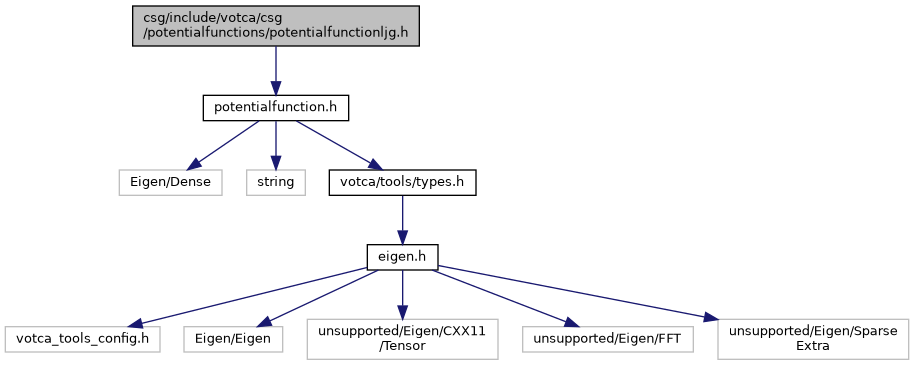 csg/include/votca/csg
/potentialfunctions/potentialfunctionljg.h
potentialfunction.h
Eigen/Dense
string
votca/tools/types.h
eigen.h
votca_tools_config.h
Eigen/Eigen
unsupported/Eigen/CXX11
/Tensor
unsupported/Eigen/FFT
unsupported/Eigen/Sparse
Extra